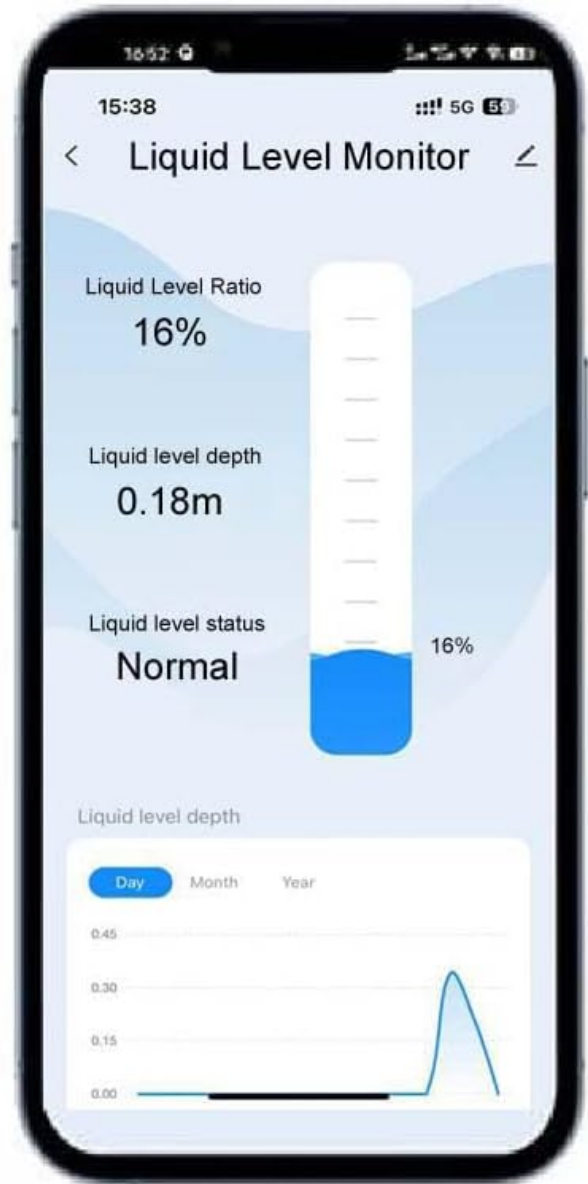 16:52
15:38 5G 59
Liquid Level Monitor
Liquid Level Ratio
16%
Liquid level depth
0.18m
Liquid level status
Normal
16%
Liquid level depth
Day Month Year
0.45
0.30
0.15
0.00